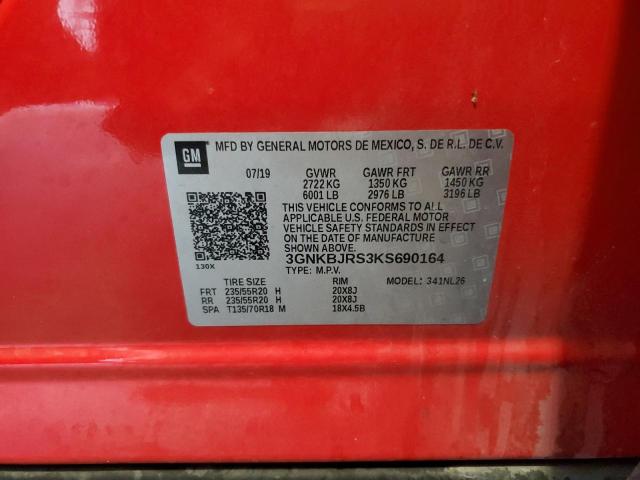 GM
MFD BY GENERAL MOTORS DE MEXICO, S. DE R.L. DE C.V.
07/19 GVWR GAWR FRT GAWR RR
2722 KG 1350 KG 1450 KG
6001 LB 2976 LB 3196 LB
THIS VEHICLE CONFORMS TO ALL
APPLICABLE U.S. FEDERAL MOTOR
VEHICLE SAFETY STANDARDS IN EFFECT
ON THE DATE OF MANUFACTURE
SHOWN ABOVE.
3GNKBJRS3KS690164
130X TYPE: M.P.V.
TIRE SIZE RIM MODEL: 341NL26
FRT 235/55R20 H 20X8J
RR 235/55R20 H 20X8J
SPA T135/70R18 M 18X4.5B